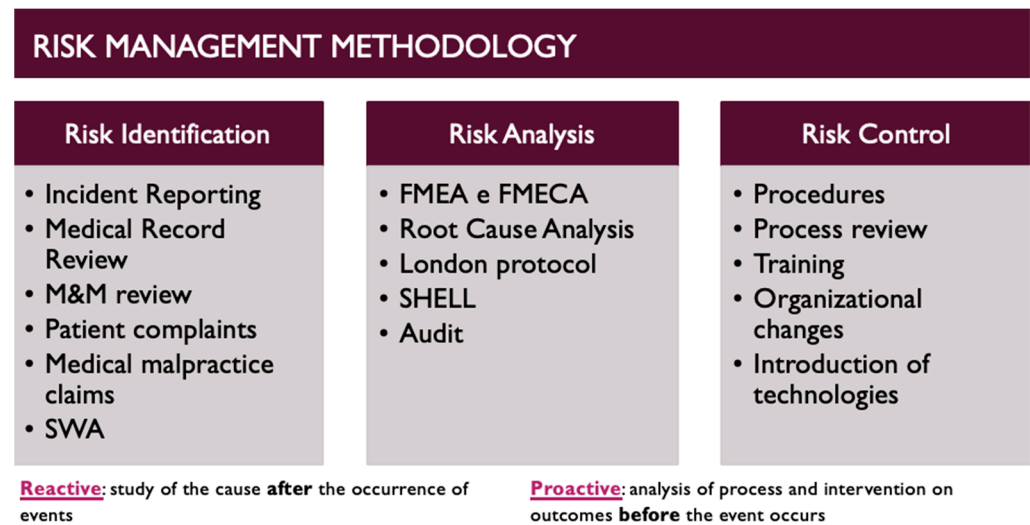 RISK MANAGEMENT METHODOLOGY
Risk Identification
• Incident Reporting
• Medical Record
Review
• M&M review
• Patient complaints
• Medical malpractice
claims
• SWA
Risk Analysis
• FMEA e FMECA
• Root Cause Analysis
• London protocol
• SHELL
• Audit
Risk Control
• Procedures
• Process review
• Training
• Organizational
changes
• Introduction of
technologies
Reactive: study of the cause after the occurrence of
events
Proactive: analysis of process and intervention on
outcomes before the event occurs